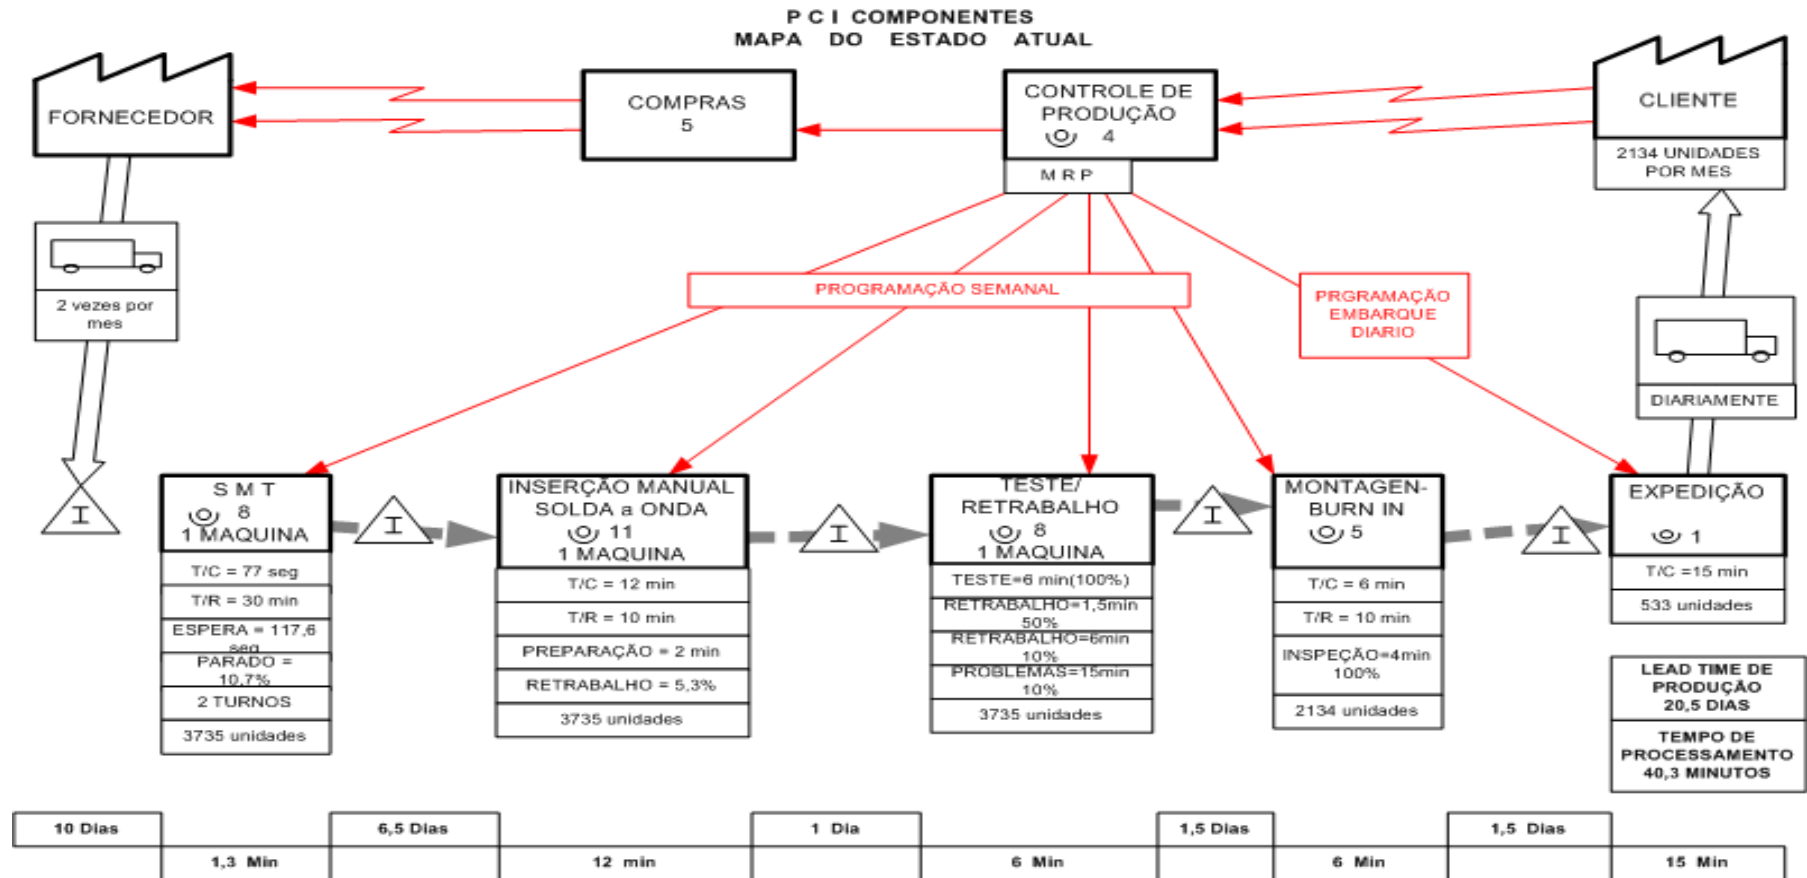 P C I COMPONENTES
MAPA DO ESTADO ATUAL
FORNECEDOR
COMPRAS
5
CONTROLE DE
PRODUÇÃO
4
M R P
CLIENTE
2134 UNIDADES
POR MES
2 vezes por
mes
PROGRAMAÇÃO SEMANAL
PRGRAMAÇÃO
EMBARQUE
DIARIO
DIARIAMENTE
I
S M T
8
1 MAQUINA
T/C = 77 seg
T/R = 30 min
ESPERA = 117,6
seg
PARADO =
10,7%
2 TURNOS
3735 unidades
I
INSERÇÃO MANUAL
SOLDA a ONDA
11
1 MAQUINA
T/C = 12 min
T/R = 10 min
PREPARAÇÃO = 2 min
RETRABALHO = 5,3%
3735 unidades
I
TESTE/
RETRABALHO
8
1 MAQUINA
TESTE=6 min(100%)
RETRABALHO=1,5min
50%
RETRABALHO=6min
10%
PROBLEMAS=15min
10%
3735 unidades
I
MONTAGEN-
BURN IN
5
T/C = 6 min
T/R = 10 min
INSPEÇÃO=4min
100%
2134 unidades
I
EXPEDIÇÃO
1
T/C =15 min
533 unidades
LEAD TIME DE
PRODUÇÃO
20,5 DIAS
TEMPO DE
PROCESSAMENTO
40,3 MINUTOS
10 Dias
6,5 Dias
1 Dia
1,5 Dias
1,5 Dias
1,3 Min
12 min
6 Min
6 Min
15 Min